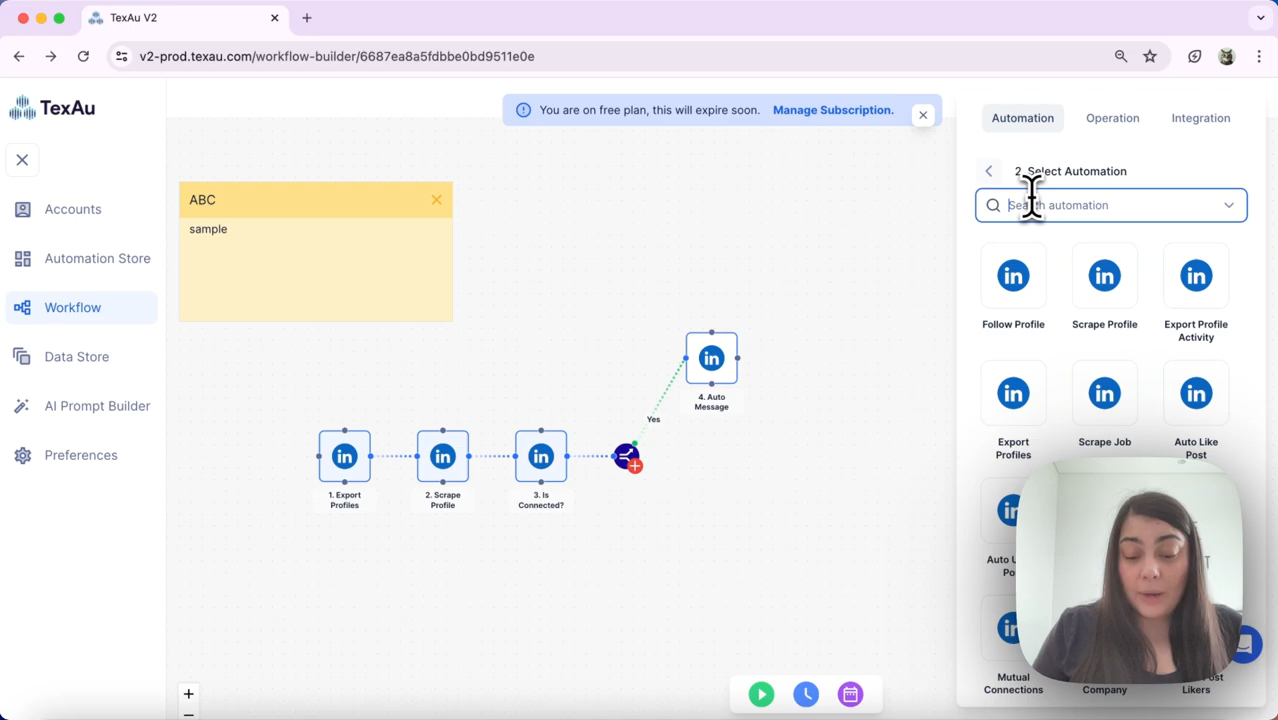 TexAu V2
v2-prod.texau.com/workflow-builder/6687ea8a5fdbbe0bd9511e0e
TexAu
You are on free plan, this will expire soon. Manage Subscription.
Automation
Operation
Integration
2. Select Automation
Search automation
Accounts
Automation Store
Workflow
Data Store
AI Prompt Builder
Preferences
ABC
sample
Follow Profile
Scrape Profile
Export Profile
Activity
Export
Profiles
Scrape Job
Auto Like
Post
Mutual
Connections
Company
Likers
4. Auto
Message
Yes
1. Export
Profiles
2. Scrape
Profile
3. Is
Connected?